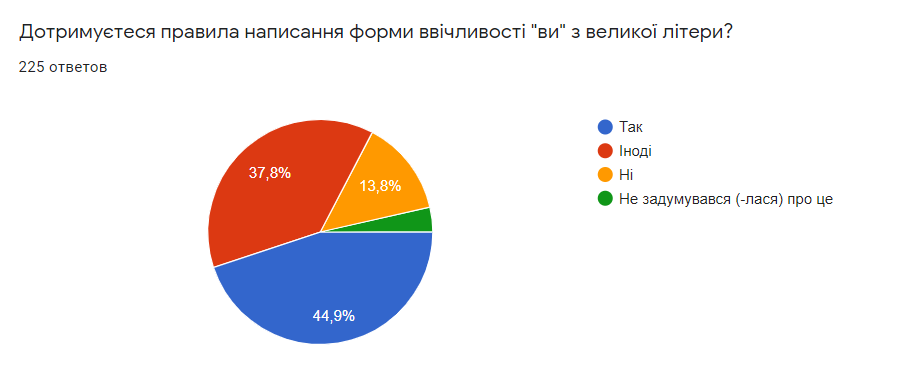 Дотримуєтеся правила написання форми ввічливості "ви" з великої літери?
225 ответов
Так
Іноді
Ні
Не задумувався (-лася) про це
37,8%
13,8%
44,9%